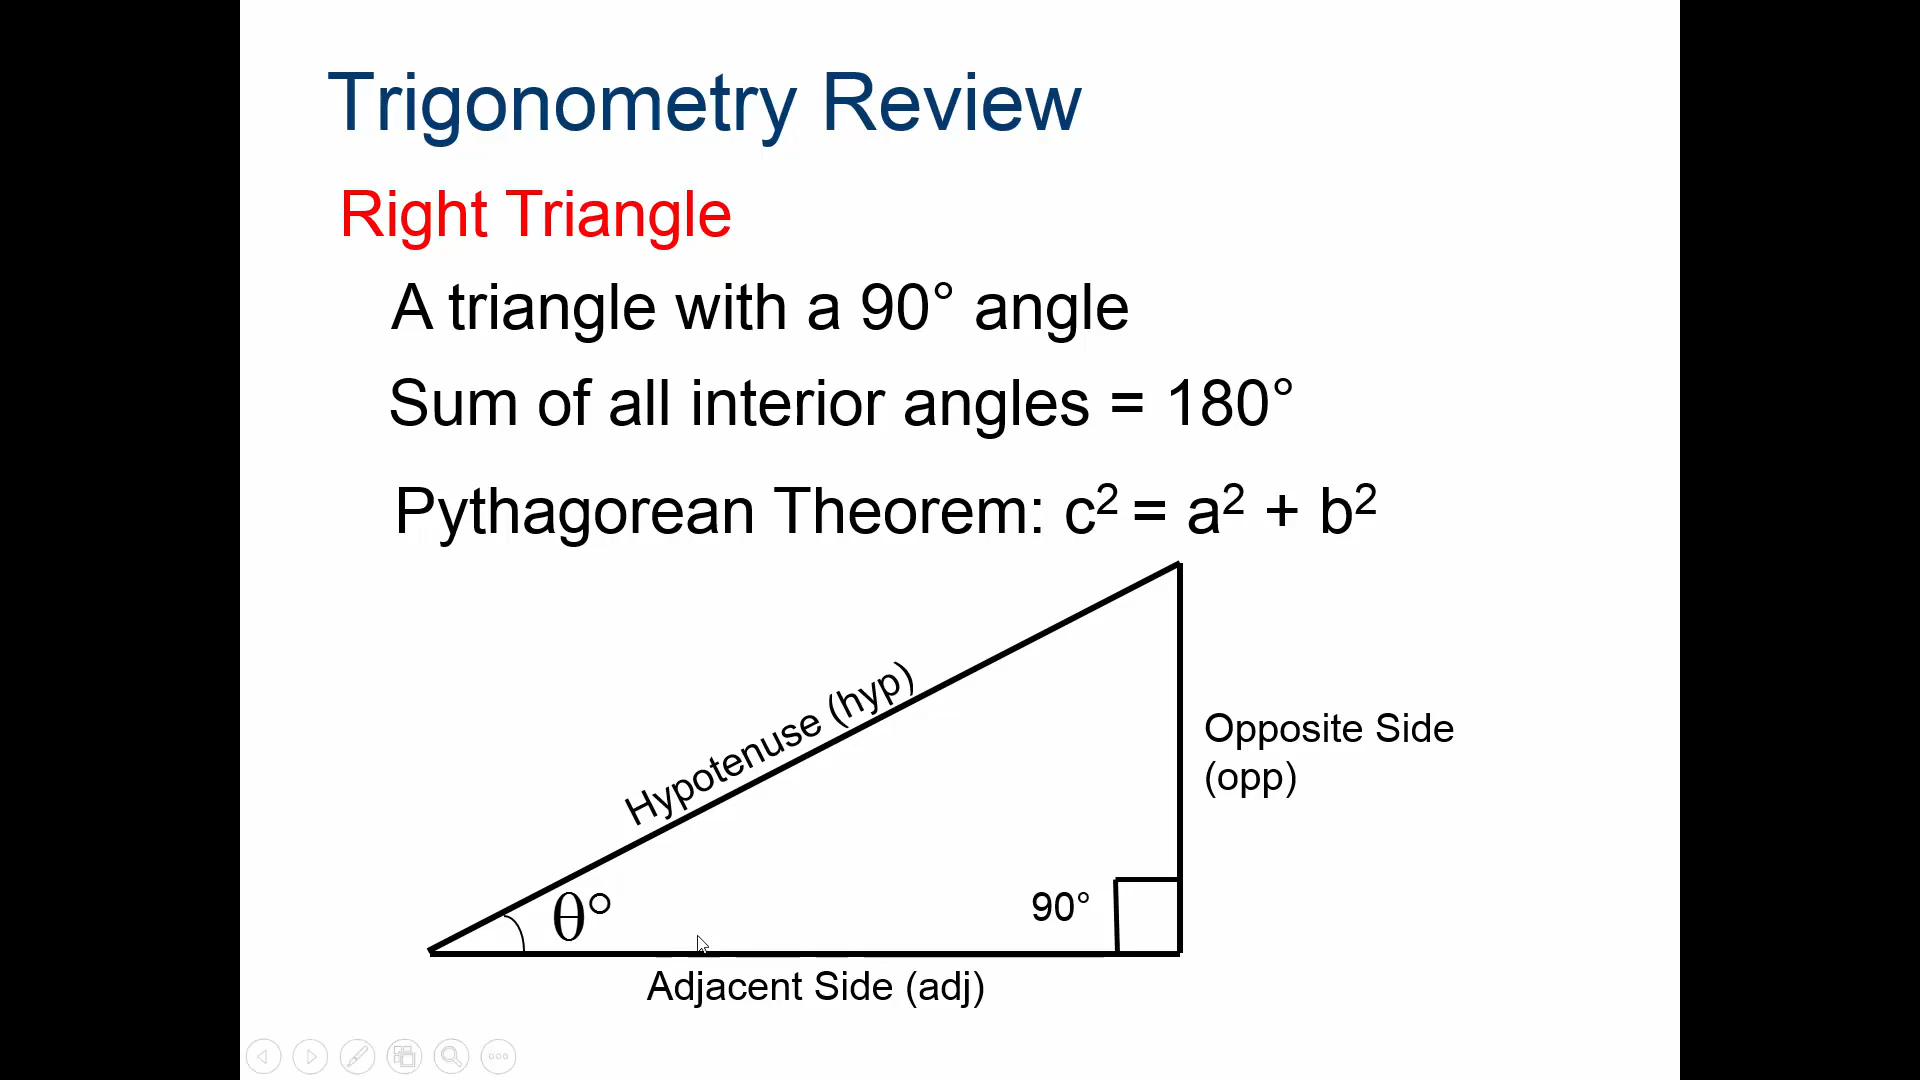 Trigonometry Review
Right Triangle
A triangle with a 90° angle
Sum of all interior angles = 180°
Pythagorean Theorem: c² = a² + b²
Hypotenuse (hyp)
Opposite Side
(opp)
θ°
90°
Adjacent Side (adj)